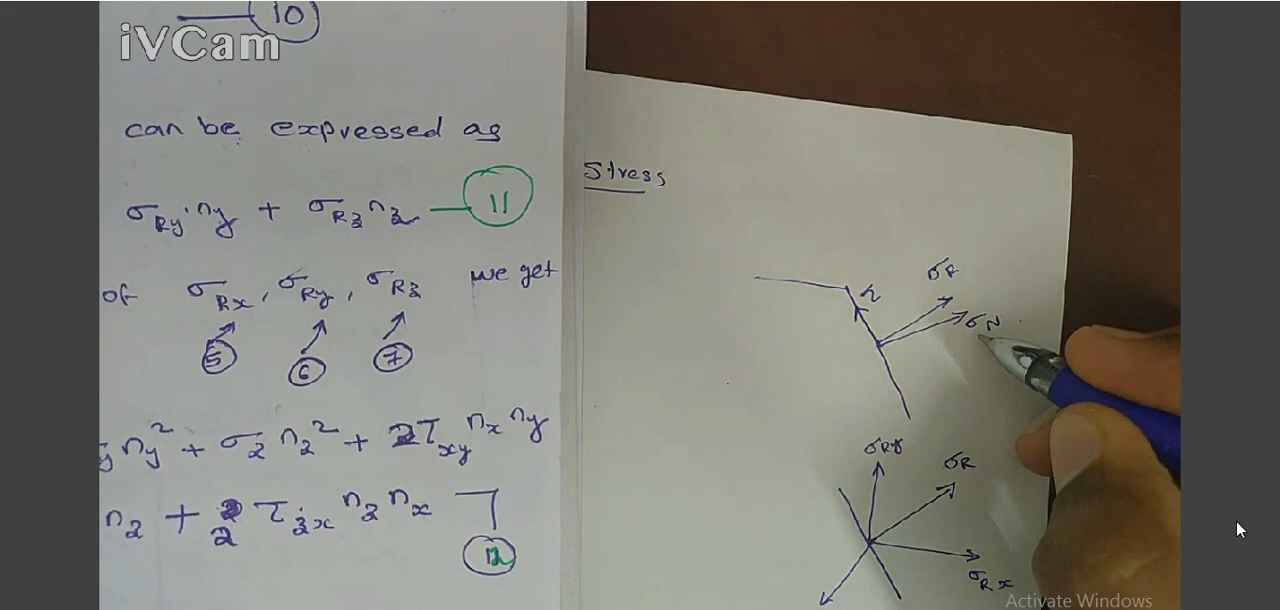 10
iVCam
can be expressed as
σRy.ny + σRz nz — 11
of σRx, σRy, σRz we get
5 6 7
y ny² + σz nz² + 2τxy nx ny
nz + 2 τzx nz nx
12
Stress
σR
n
σN
σRy
σR
σRx
Activate Windows